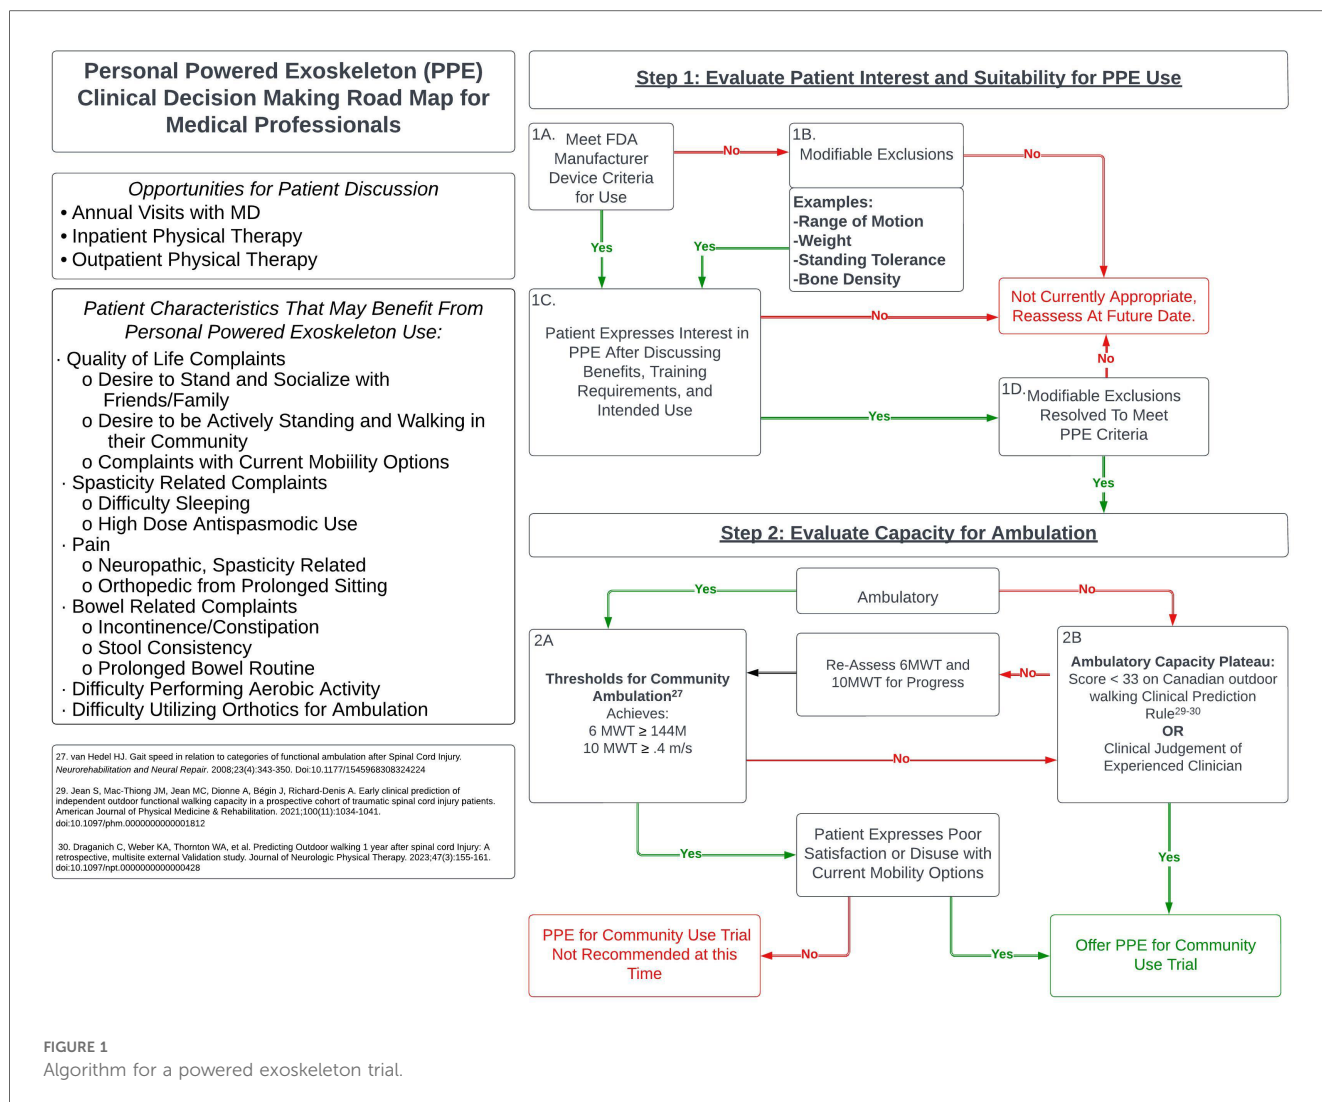 Personal Powered Exoskeleton (PPE)
Clinical Decision Making Road Map for
Medical Professionals
Opportunities for Patient Discussion
• Annual Visits with MD
• Inpatient Physical Therapy
• Outpatient Physical Therapy
Patient Characteristics That May Benefit From
Personal Powered Exoskeleton Use:
· Quality of Life Complaints
o Desire to Stand and Socialize with
Friends/Family
o Desire to be Actively Standing and Walking in
their Community
o Complaints with Current Mobiility Options
· Spasticity Related Complaints
o Difficulty Sleeping
o High Dose Antispasmodic Use
· Pain
o Neuropathic, Spasticity Related
o Orthopedic from Prolonged Sitting
· Bowel Related Complaints
o Incontinence/Constipation
o Stool Consistency
o Prolonged Bowel Routine
· Difficulty Performing Aerobic Activity
· Difficulty Utilizing Orthotics for Ambulation
27. van Hedel HJ. Gait speed in relation to categories of functional ambulation after Spinal Cord Injury.
Neurorehabilitation and Neural Repair. 2008;23(4):343-350. Doi:10.1177/1545968308324224
29. Jean S, Mac-Thiong JM, Jean MC, Dionne A, Bégin J, Richard-Denis A. Early clinical prediction of
independent outdoor functional walking capacity in a prospective cohort of traumatic spinal cord injury patients.
American Journal of Physical Medicine & Rehabilitation. 2021;100(11):1034-1041.
doi:10.1097/phm.0000000000001812
30. Draganich C, Weber KA, Thornton WA, et al. Predicting Outdoor walking 1 year after spinal cord Injury: A
retrospective, multisite external Validation study. Journal of Neurologic Physical Therapy. 2023;47(3):155-161.
doi:10.1097/npt.0000000000000428
Step 1: Evaluate Patient Interest and Suitability for PPE Use
1A.
Meet FDA
Manufacturer
Device Criteria
for Use
No
1B.
Modifiable Exclusions
No
Examples:
-Range of Motion
-Weight
-Standing Tolerance
-Bone Density
Yes
Yes
1C.
Patient Expresses Interest in
PPE After Discussing
Benefits, Training
Requirements, and
Intended Use
No
Not Currently Appropriate,
Reassess At Future Date.
No
Yes
1D.
Modifiable Exclusions
Resolved To Meet
PPE Criteria
Yes
Step 2: Evaluate Capacity for Ambulation
Yes
Ambulatory
No
2A
Thresholds for Community
Ambulation27
Achieves:
6 MWT ≥ 144M
10 MWT ≥ .4 m/s
Re-Assess 6MWT and
10MWT for Progress
No
2B
Ambulatory Capacity Plateau:
Score < 33 on Canadian outdoor
walking Clinical Prediction
Rule29-30
OR
Clinical Judgement of
Experienced Clinician
No
Yes
Patient Expresses Poor
Satisfaction or Disuse with
Current Mobility Options
Yes
PPE for Community Use Trial
Not Recommended at this
Time
No
Yes
Offer PPE for Community
Use Trial
FIGURE 1
Algorithm for a powered exoskeleton trial.